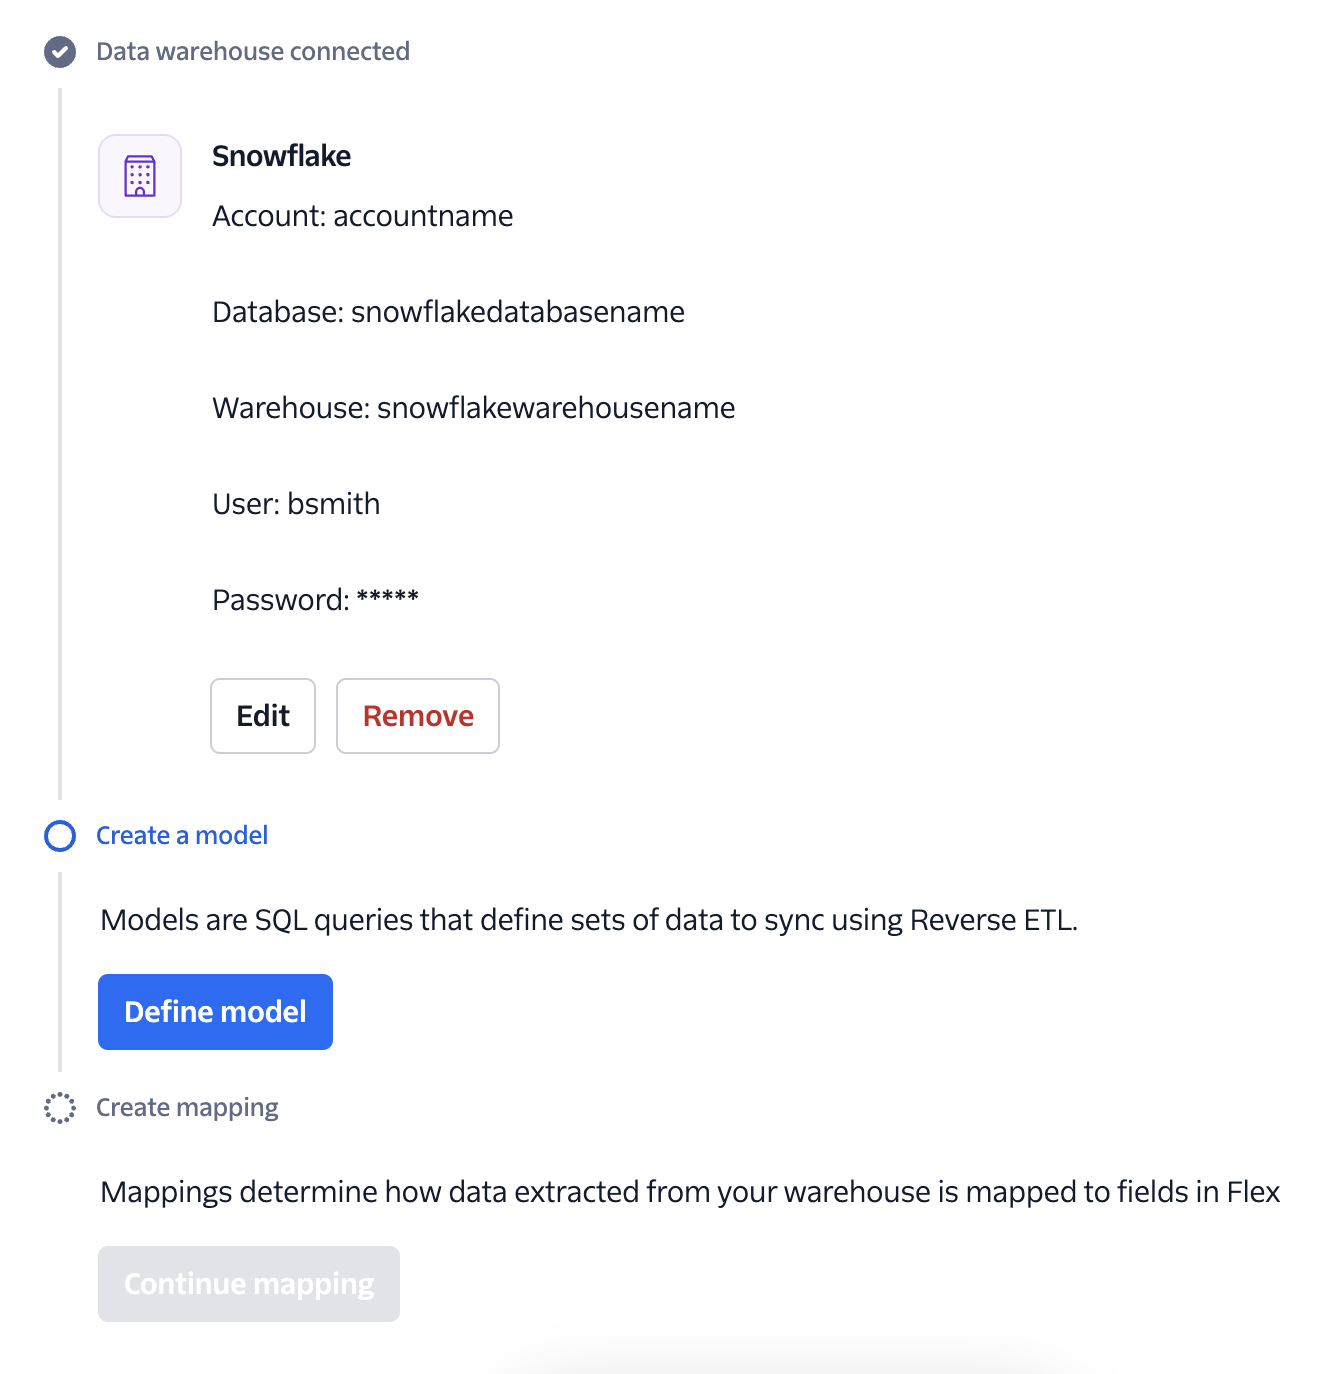 Data warehouse connected
Snowflake
Account: accountname
Database: snowflakedatabasename
Warehouse: snowflakewarehousename
User: bsmith
Password: *****
Edit Remove
Create a model
Models are SQL queries that define sets of data to sync using Reverse ETL.
Define model
Create mapping
Mappings determine how data extracted from your warehouse is mapped to fields in Flex
Continue mapping